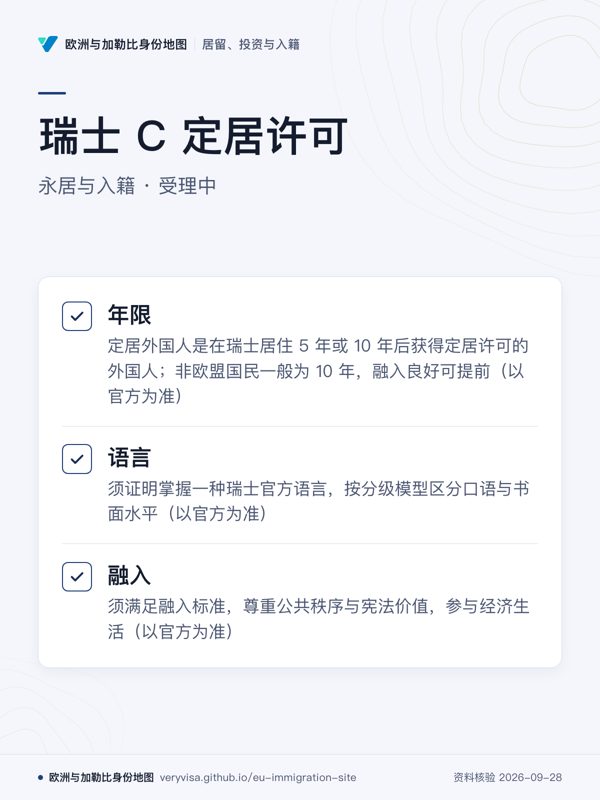 欧洲与加勒比身份地图 居留、投资与入籍
瑞士 C 定居许可
永居与入籍 · 受理中
年限
定居外国人是在瑞士居住 5 年或 10 年后获得定居许可的
外国人；非欧盟国民一般为 10 年，融入良好可提前（以
官方为准）
语言
须证明掌握一种瑞士官方语言，按分级模型区分口语与书
面水平（以官方为准）
融入
须满足融入标准，尊重公共秩序与宪法价值，参与经济生
活（以官方为准）
欧洲与加勒比身份地图 veryvisa.github.io/eu-immigration-site 资料核验 2026-09-28